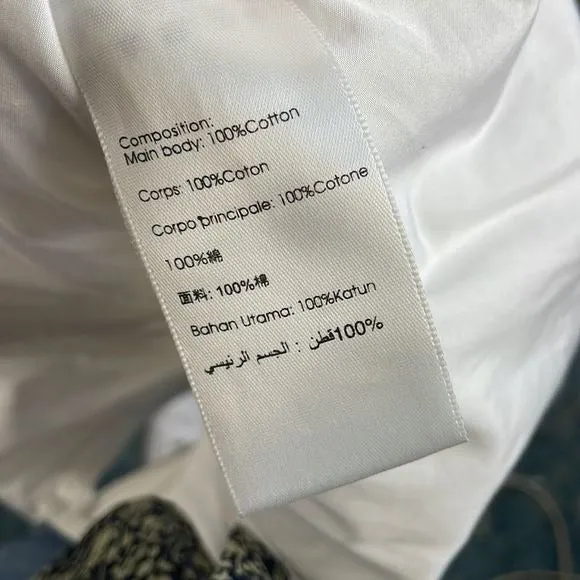 Composition:
Main body: 100%Cotton
Corps: 100%Coton
Corpo principale: 100%Cotone
100%綿
面料: 100%棉
Bahan Utama: 100%Katun
100%قطن : الجسم الرئيسي